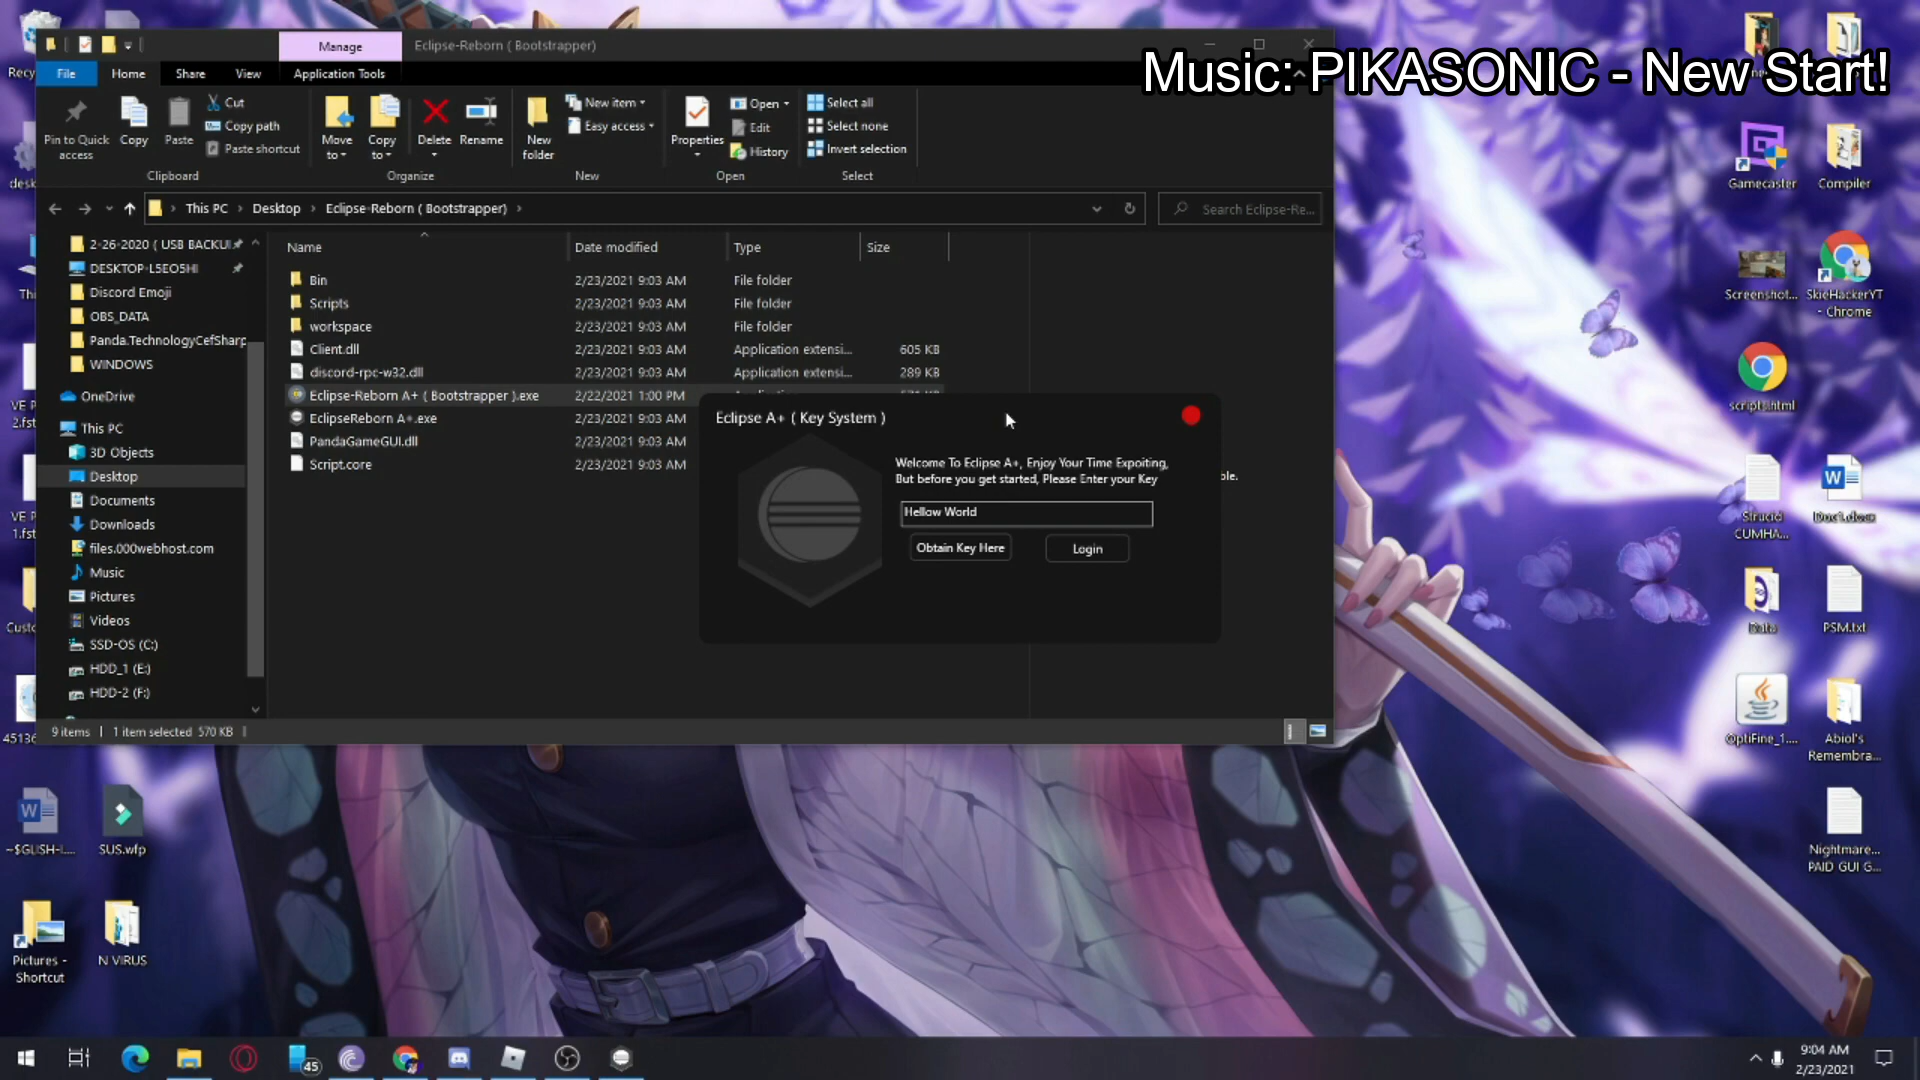 Music: PIKASONIC - New Start!
Manage
Eclipse-Reborn ( Bootstrapper)
File
Home
Share
View
Application Tools
Pin to Quick access
Copy
Paste
Cut
Copy path
Paste shortcut
Clipboard
Move to
Copy to
Delete
Rename
Organize
New folder
New item
Easy access
New
Properties
Open
Edit
History
Open
Select all
Select none
Invert selection
Select
This PC
Desktop
Eclipse-Reborn ( Bootstrapper)
Search Eclipse-Re...
2-26-2020 ( USB BACKU
DESKTOP-L5EO5HI
Discord Emoji
OBS_DATA
Panda.TechnologyCefSharp
WINDOWS
OneDrive
This PC
3D Objects
Desktop
Documents
Downloads
files.000webhost.com
Music
Pictures
Videos
SSD-OS (C:)
HDD_1 (E:)
HDD-2 (F:)
Name Date modified Type Size
Bin 2/23/2021 9:03 AM File folder
Scripts 2/23/2021 9:03 AM File folder
workspace 2/23/2021 9:03 AM File folder
Client.dll 2/23/2021 9:03 AM Application extensi... 605 KB
discord-rpc-w32.dll 2/23/2021 9:03 AM Application extensi... 289 KB
Eclipse-Reborn A+ ( Bootstrapper ).exe 2/22/2021 1:00 PM
EclipseReborn A+.exe 2/23/2021 9:03 AM
PandaGameGUI.dll 2/23/2021 9:03 AM
Script.core 2/23/2021 9:03 AM
ble.
Eclipse A+ ( Key System )
Welcome To Eclipse A+, Enjoy Your Time Expoiting,
But before you get started, Please Enter your Key
Hellow World
Obtain Key Here
Login
9 items
1 item selected 570 KB
Gamecaster
Compiler
Screenshot...
SkieHackerYT
- Chrome
scripts.html
Strucid
CUMHA...
Doc1.docx
Data
PSM.txt
OptiFine_1....
Abiol's
Remembra...
Nightmare...
PAID GUI G...
~$GLISH-I....
SUS.wfp
Pictures -
Shortcut
N VIRUS
45
9:04 AM
2/23/2021